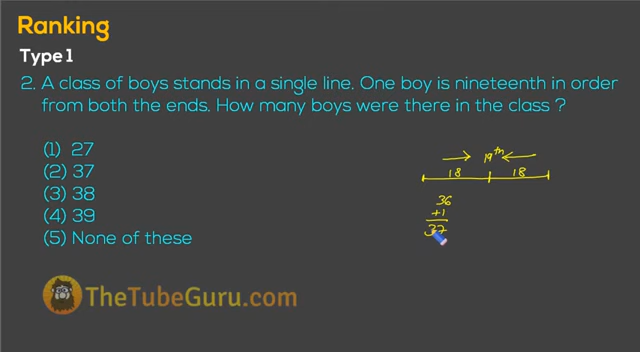 Ranking
Type 1
2. A class of boys stands in a single line. One boy is nineteenth in order
from both the ends. How many boys were there in the class ?
(1) 27
(2) 37
(3) 38
(4) 39
(5) None of these
19th
18 18
36
+1
37
TheTubeGuru.com